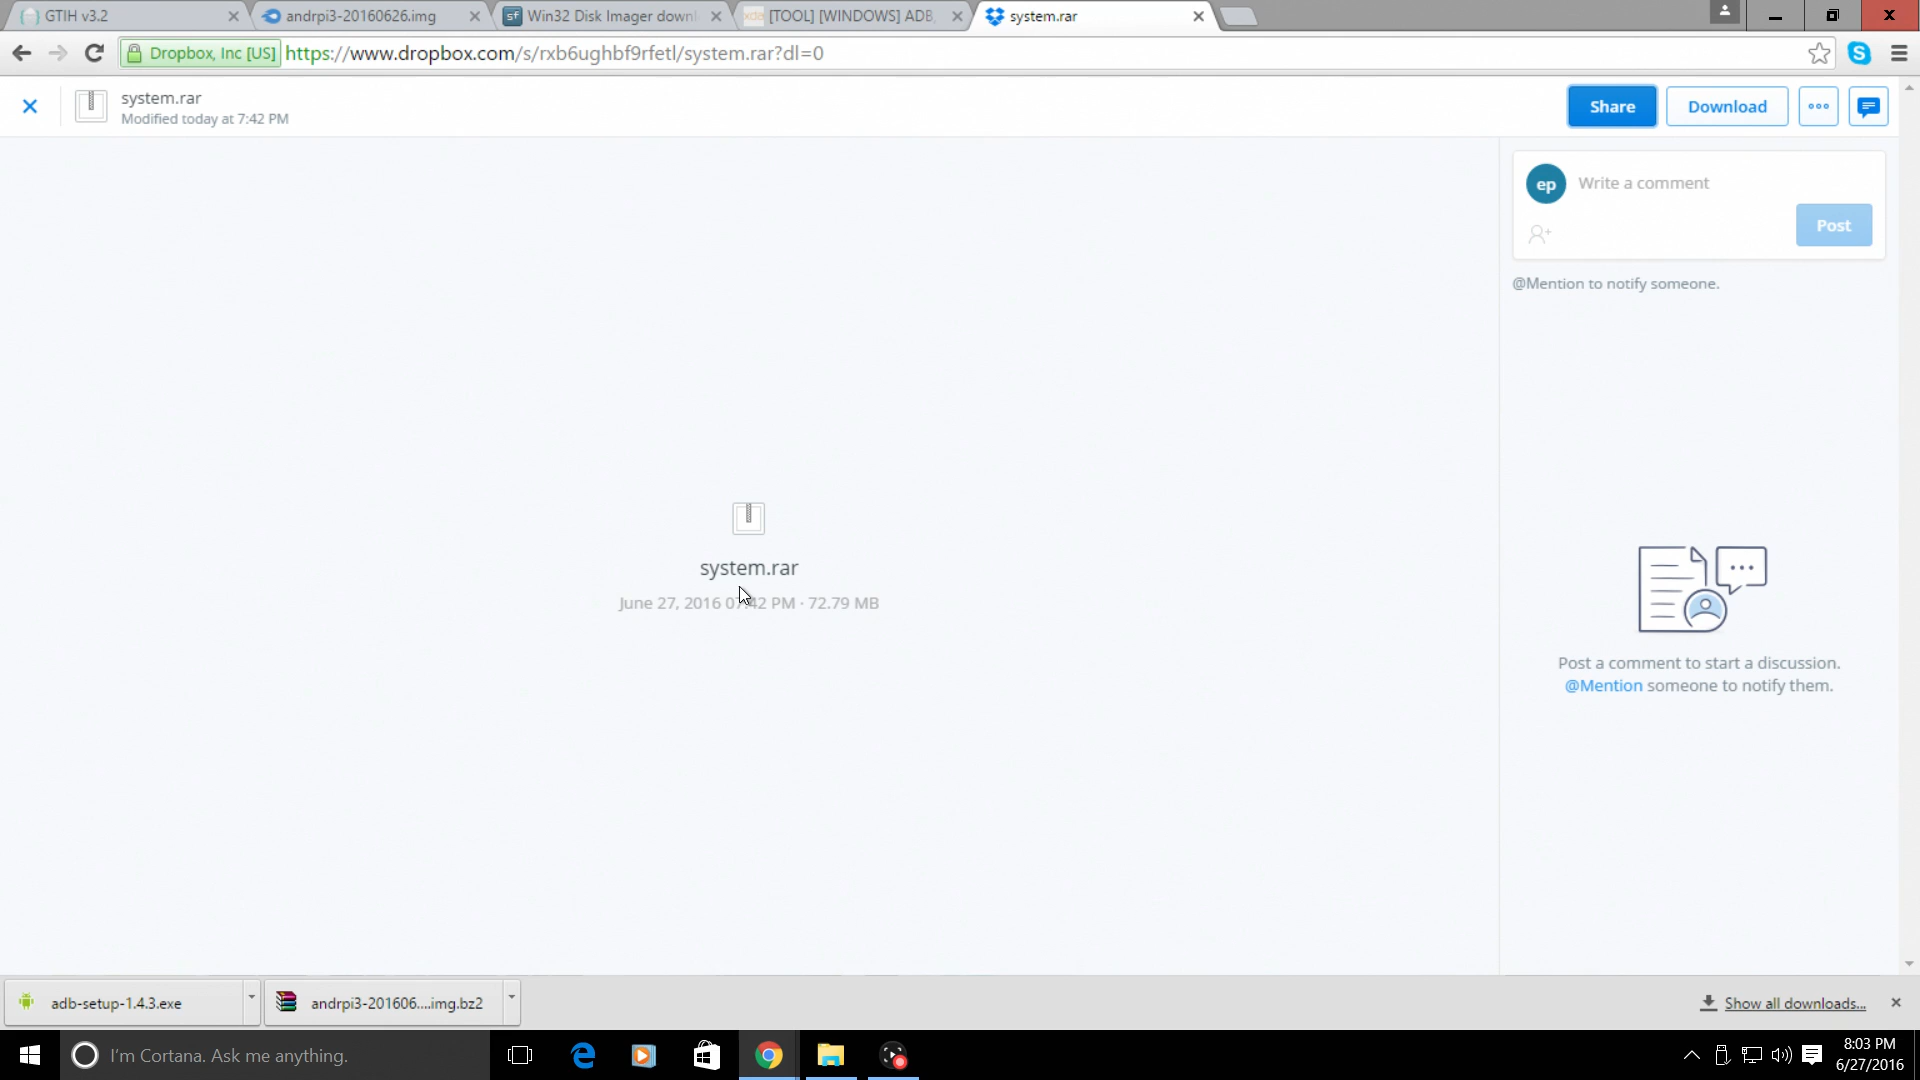 GTIH v3.2
andrpi3-20160626.img
Win32 Disk Imager downl
[TOOL] [WINDOWS] ADB,
system.rar
Dropbox, Inc [US]
https://www.dropbox.com/s/rxb6ughbf9rfetl/system.rar?dl=0
system.rar
Modified today at 7:42 PM
Share
Download
ep
Write a comment
Post
@Mention to notify someone.
system.rar
June 27, 2016 07:42 PM · 72.79 MB
Post a comment to start a discussion.
@Mention someone to notify them.
adb-setup-1.4.3.exe
andrpi3-201606....img.bz2
Show all downloads...
I'm Cortana. Ask me anything.
8:03 PM
6/27/2016